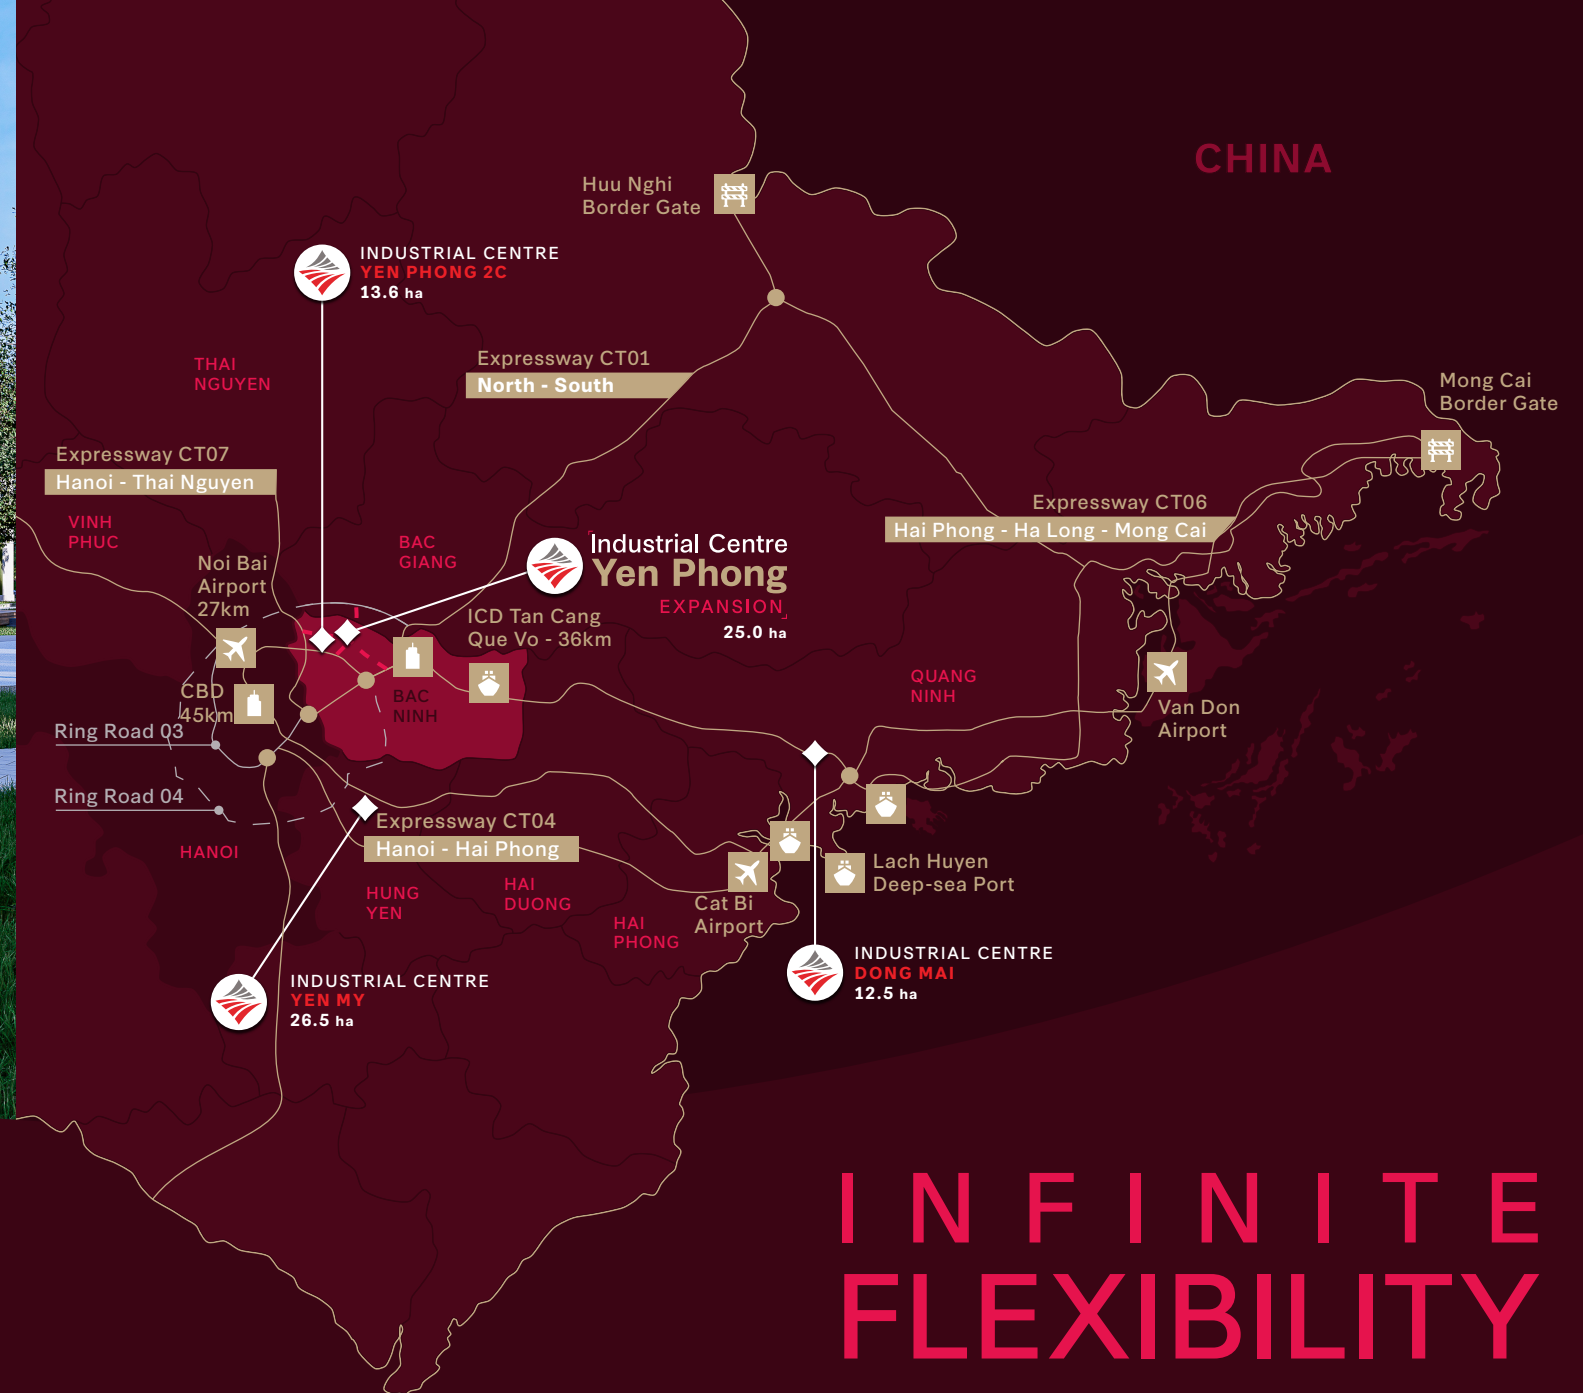 CHINA
Huu Nghi
Border Gate
INDUSTRIAL CENTRE
YEN PHONG 2C
13.6 ha
THAI
NGUYEN
Expressway CT01
North - South
Mong Cai
Border Gate
Expressway CT07
Hanoi - Thai Nguyen
Expressway CT06
Hai Phong - Ha Long - Mong Cai
VINH
PHUC
BAC
GIANG
Industrial Centre
Yen Phong
EXPANSION
25.0 ha
Noi Bai
Airport
27km
ICD Tan Cang
Que Vo - 36km
CBD
45km
BAC
NINH
QUANG
NINH
Van Don
Airport
Ring Road 03
Ring Road 04
HANOI
Expressway CT04
Hanoi - Hai Phong
HUNG
YEN
HAI
DUONG
HAI
PHONG
Cat Bi
Airport
Lach Huyen
Deep-sea Port
INDUSTRIAL CENTRE
YEN MY
26.5 ha
INDUSTRIAL CENTRE
DONG MAI
12.5 ha
INFINITE
FLEXIBILITY